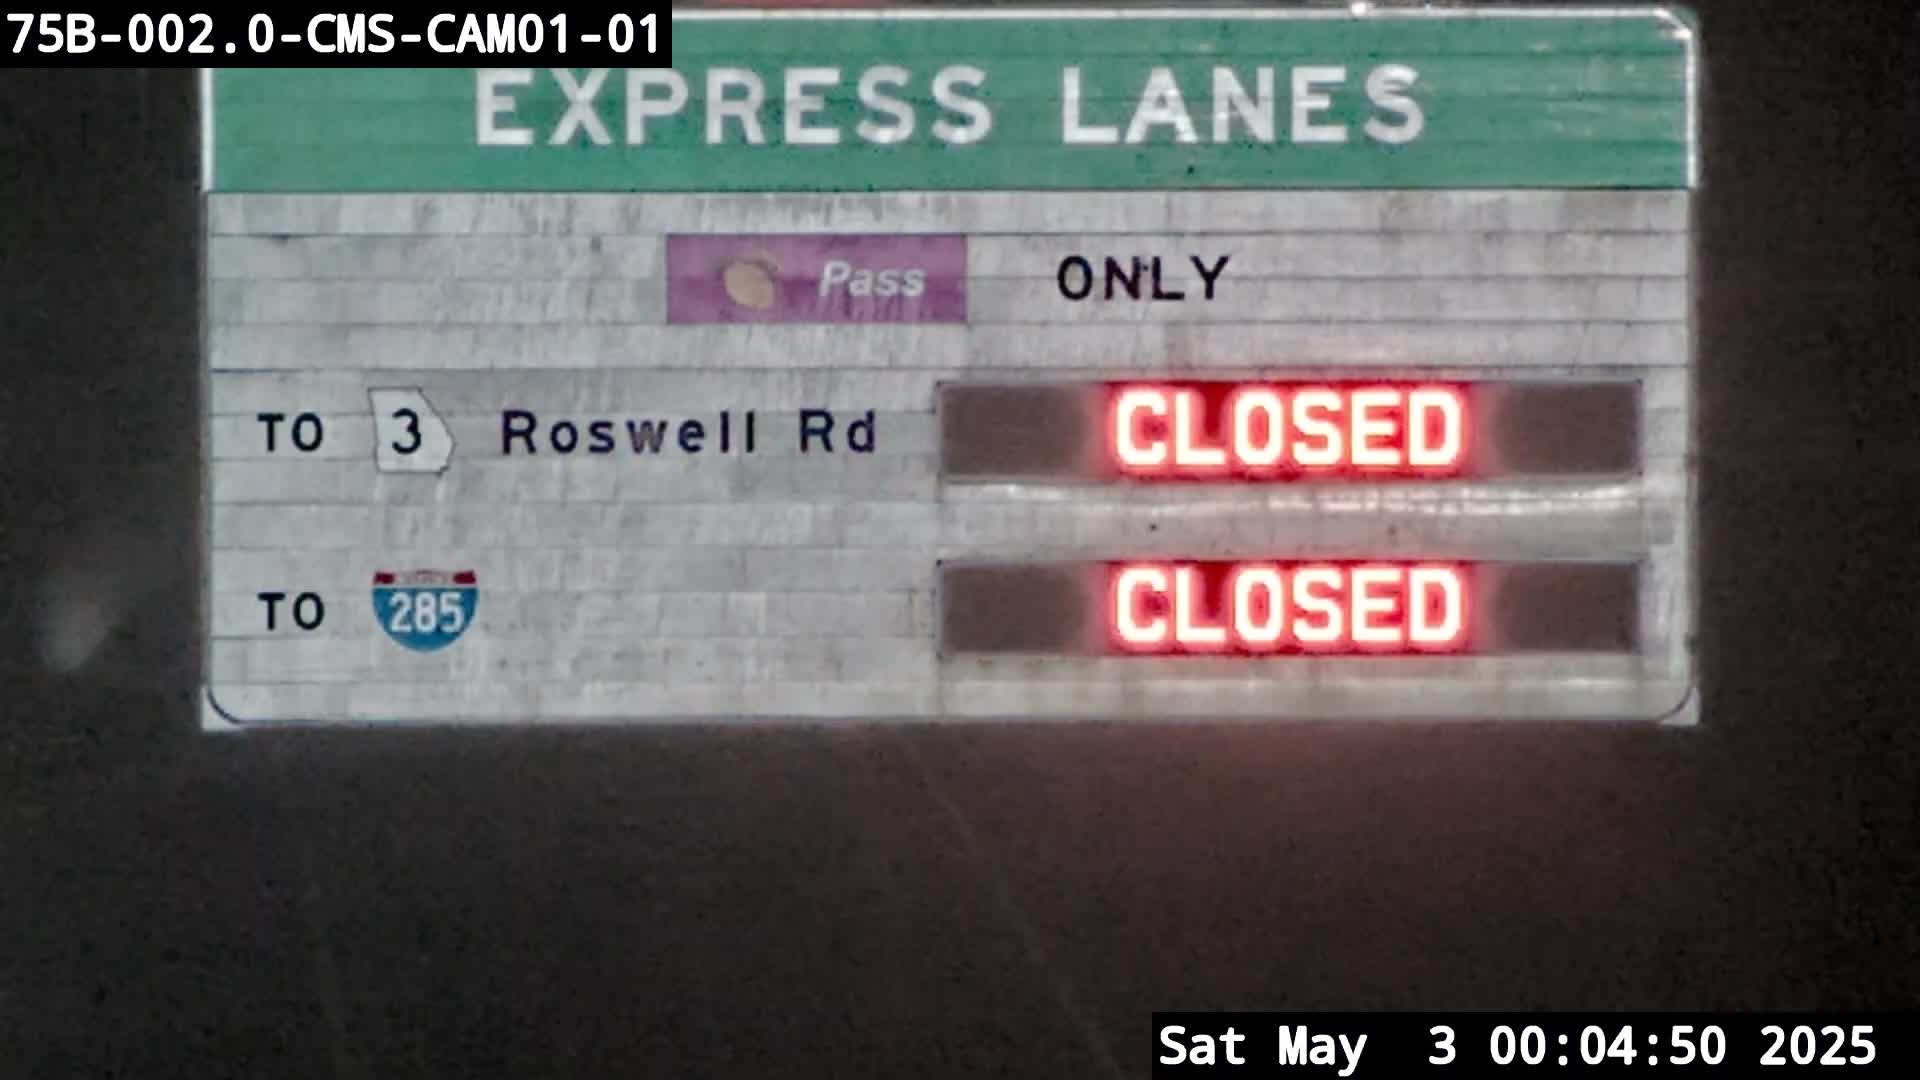 75B-002.0-CMS-CAM01-01
EXPRESS LANES
Pass ONLY
TO 3 Roswell Rd CLOSED
TO 285 CLOSED
Sat May 3 00:04:50 2025